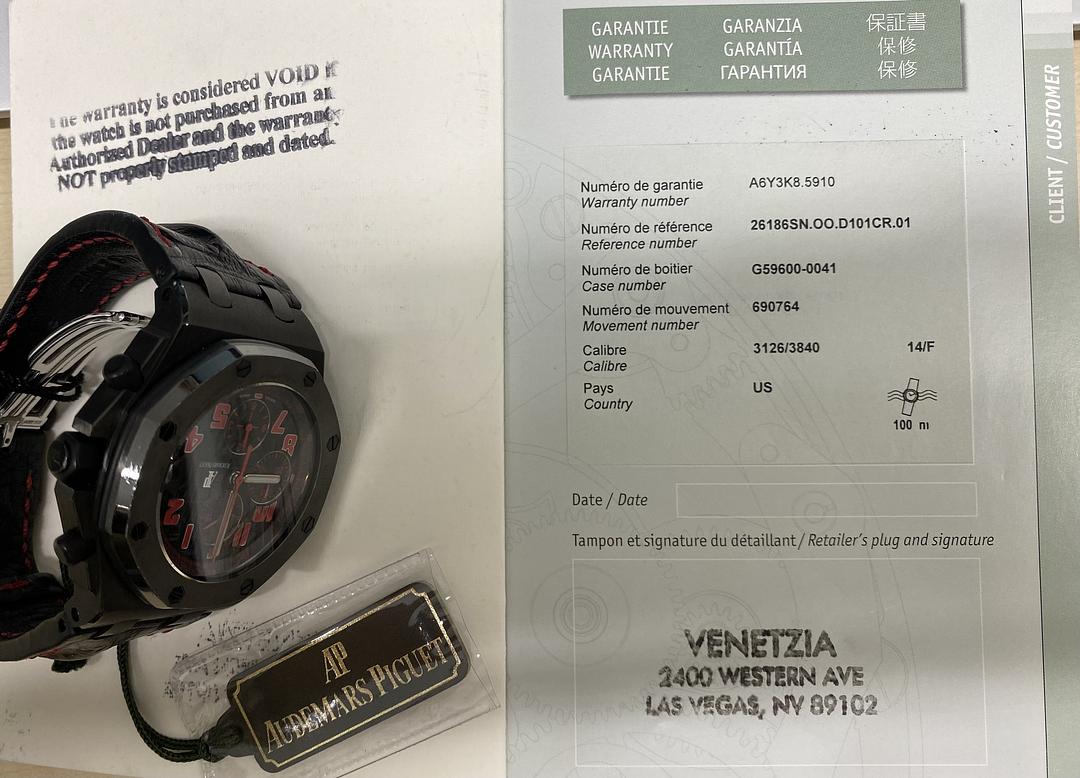 The warranty is considered VOID if
the watch is not purchased from an
Authorized Dealer and the warranty
NOT properly stamped and dated.
AP
AUDEMARS PIGUET
GARANTIE GARANZIA 保証書
WARRANTY GARANTÍA 保修
GARANTIE ГАРАНТИЯ 保修
CLIENT / CUSTOMER
Numéro de garantie A6Y3K8.5910
Warranty number
Numéro de référence 26186SN.OO.D101CR.01
Reference number
Numéro de boitier G59600-0041
Case number
Numéro de mouvement 690764
Movement number
Calibre 3126/3840 14/F
Calibre
Pays US
Country
100 m
Date / Date
Tampon et signature du détaillant / Retailer's plug and signature
VENETZIA
2400 WESTERN AVE
LAS VEGAS, NV 89102